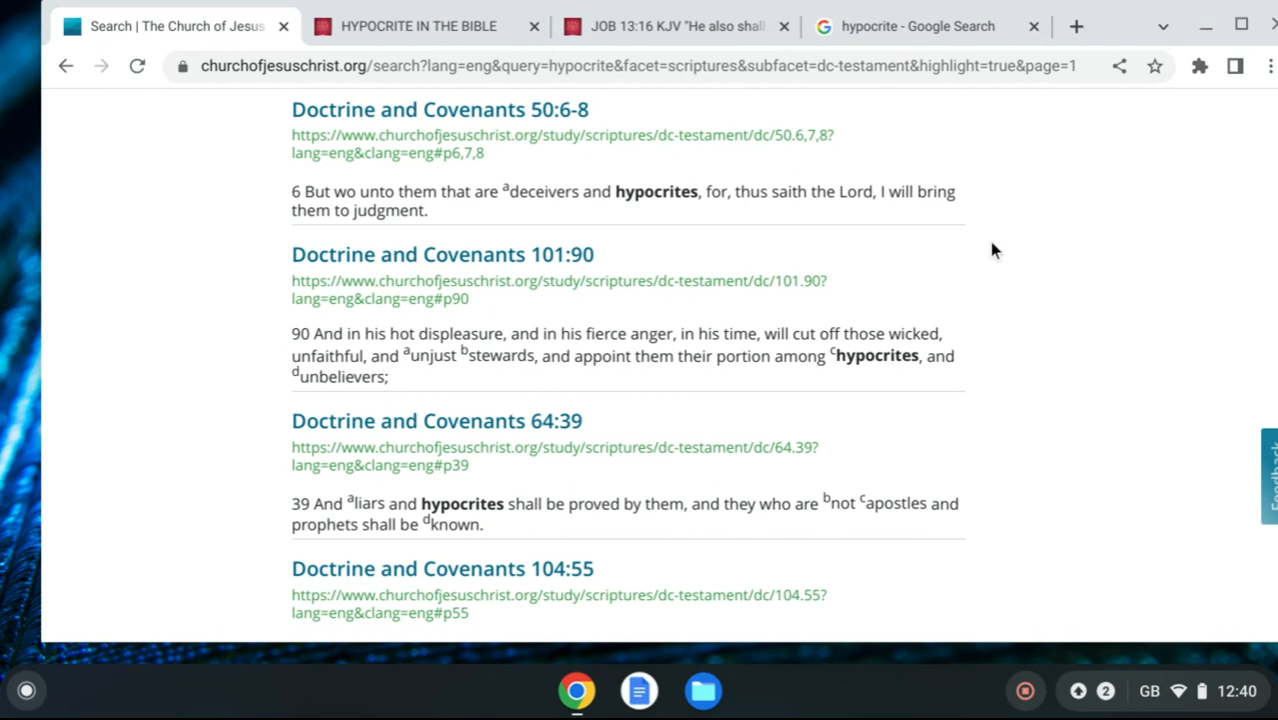 Search | The Church of Jesus
HYPOCRITE IN THE BIBLE
JOB 13:16 KJV "He also shal
hypocrite - Google Search
churchofjesuschrist.org/search?lang=eng&query=hypocrite&facet=scriptures&subfacet=dc-testament&highlight=true&page=1
Doctrine and Covenants 50:6-8
https://www.churchofjesuschrist.org/study/scriptures/dc-testament/dc/50.6,7,8?
lang=eng&clang=eng#p6,7,8
6 But wo unto them that are adeceivers and hypocrites, for, thus saith the Lord, I will bring
them to judgment.
Doctrine and Covenants 101:90
https://www.churchofjesuschrist.org/study/scriptures/dc-testament/dc/101.90?
lang=eng&clang=eng#p90
90 And in his hot displeasure, and in his fierce anger, in his time, will cut off those wicked,
unfaithful, and aunjust bstewards, and appoint them their portion among chypocrites, and
dunbelievers;
Doctrine and Covenants 64:39
https://www.churchofjesuschrist.org/study/scriptures/dc-testament/dc/64.39?
lang=eng&clang=eng#p39
39 And aliars and hypocrites shall be proved by them, and they who are bnot capostles and
prophets shall be dknown.
Doctrine and Covenants 104:55
https://www.churchofjesuschrist.org/study/scriptures/dc-testament/dc/104.55?
lang=eng&clang=eng#p55
Feedback
2
GB
12:40